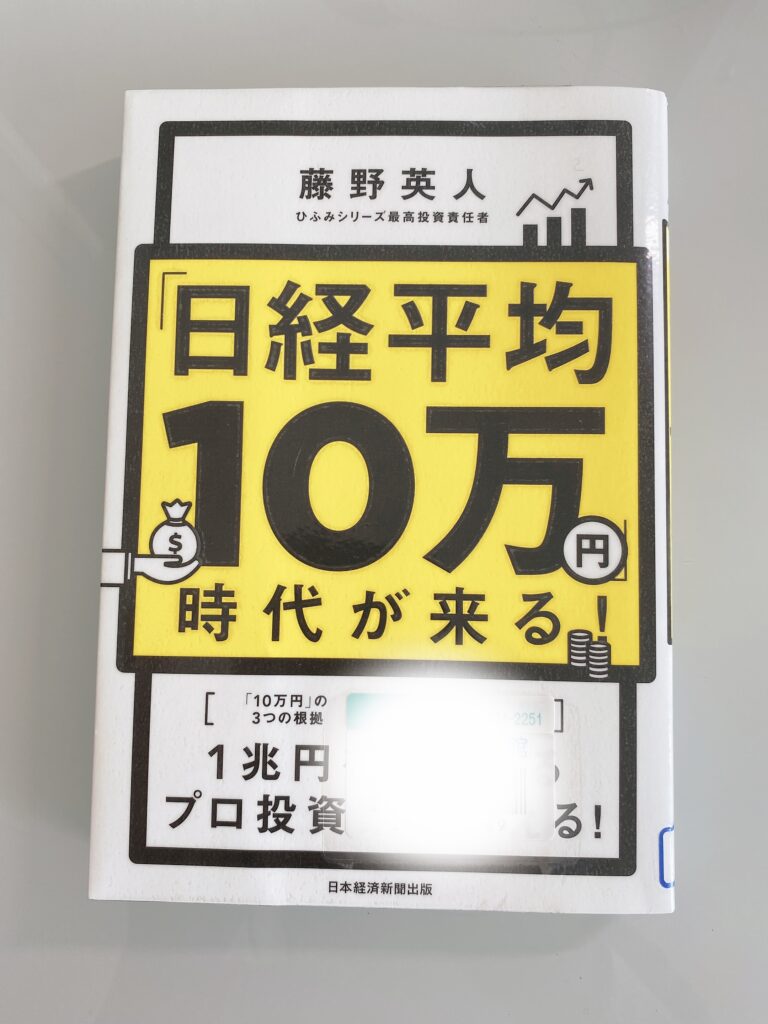 藤野英人
ひふみシリーズ最高投資責任者
「日経平均
10万円」
$
時代が来る!
[「10万円」の
3つの根拠]
2251
館
1兆円
プロ投資 る!
日本経済新聞出版